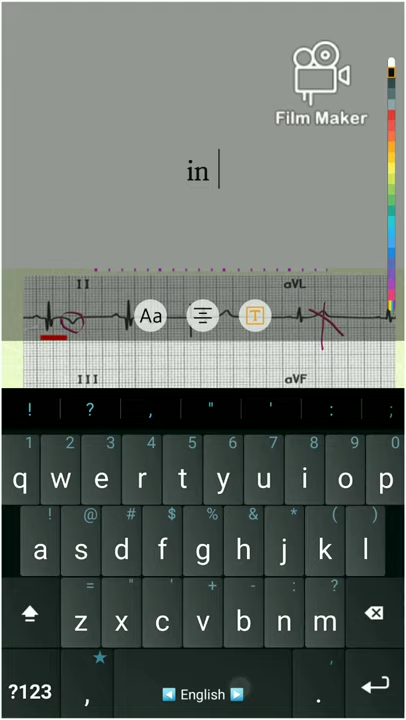 Film Maker
in
II aVL
Aa T
III aVF
! ? , " ' : ;
1 2 3 4 5 6 7 8 9 0
q w e r t y u i o p
! @ # $ % & * ( )
a s d f g h j k l
= " ' + - : ?
z x c v b n m
?123 , English . ,